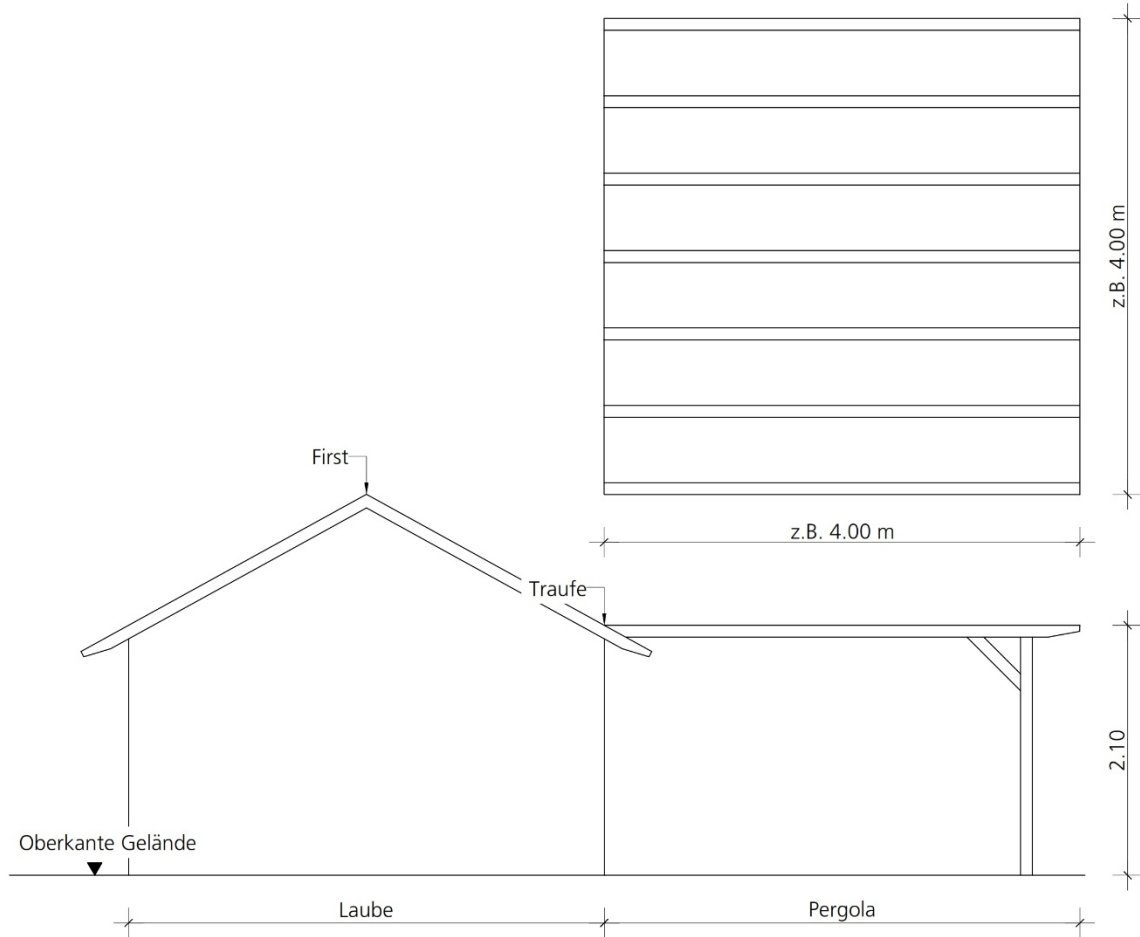 z.B. 4.00 m
First
z.B. 4.00 m
Traufe
2.10
Oberkante Gelände
Laube
Pergola